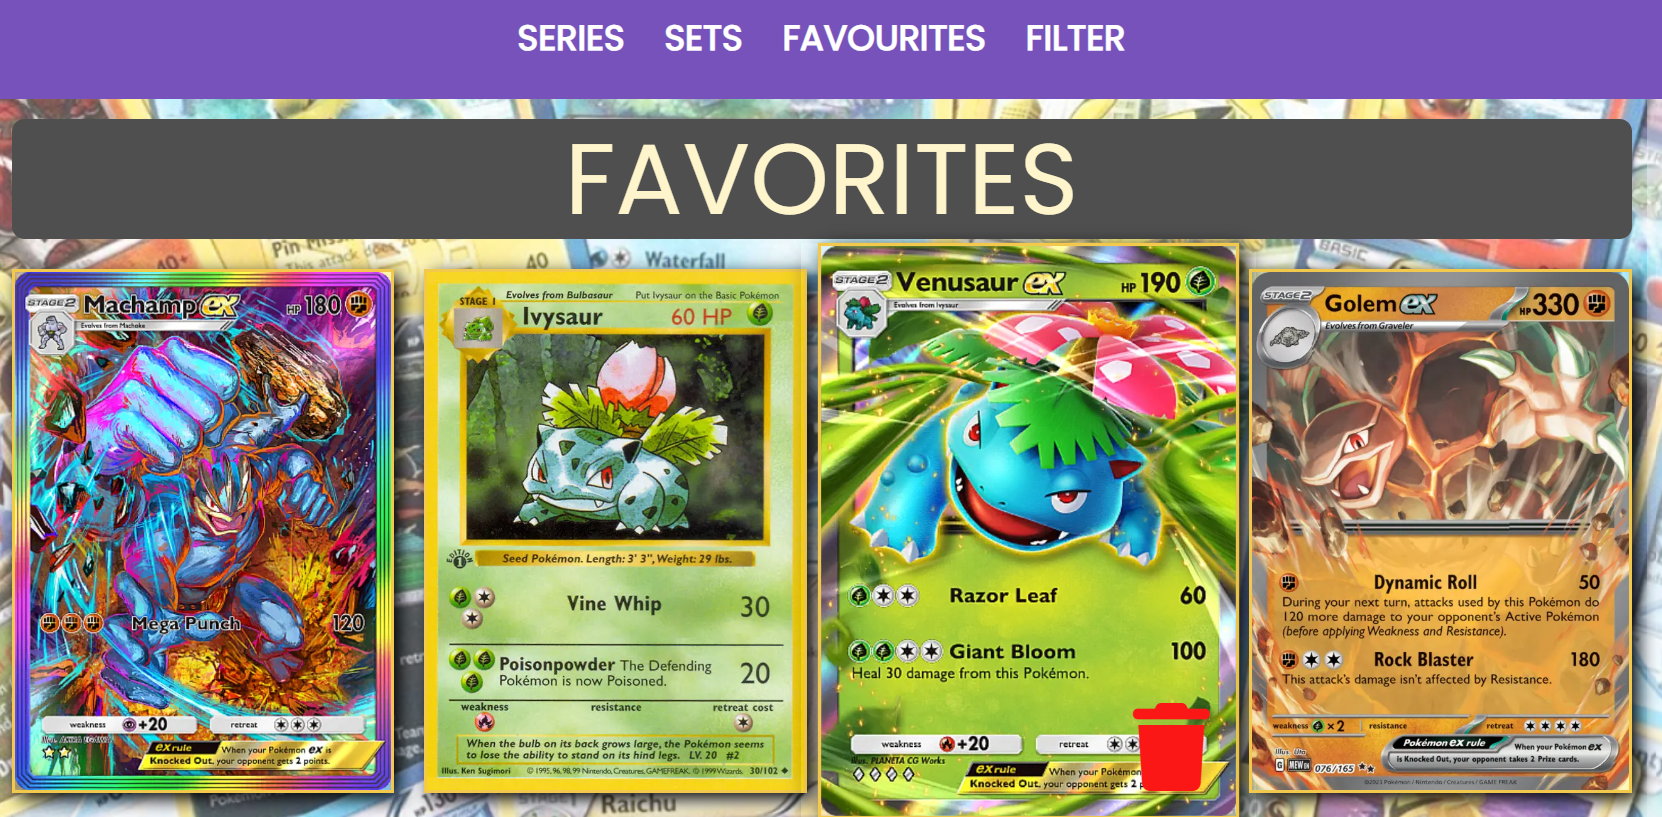 SERIES SETS FAVOURITES FILTER
FAVORITES
Pin
40+
This attack does
40
Waterfall
BASIC
STAGE2 Machamp ex HP 180
Evolves from Machoke
Mega Punch 120
weakness +20 retreat
ex rule When your Pokémon ex is
Knocked Out, your opponent gets 2 points.
STAGE 1 Evolves from Bulbasaur Put Ivysaur on the Basic Pokémon
Ivysaur 60 HP
EDITION 1
Seed Pokémon. Length: 3' 3", Weight: 29 lbs.
Vine Whip 30
Poisonpowder The Defending
Pokémon is now Poisoned. 20
weakness resistance retreat cost
When the bulb on its back grows large, the Pokémon seems
to lose the ability to stand on its hind legs. LV. 20 #2
Illus. Ken Sugimori © 1995, 96, 98, 99 Nintendo, Creatures, GAMEFREAK. © 1999 Wizards. 30/102
STAGE2 Venusaur ex HP 190
Evolves from Ivysaur
Razor Leaf 60
Giant Bloom 100
Heal 30 damage from this Pokémon.
weakness +20 retreat
Illus. PLANETA CG Works
ex rule When your Pokémon
Knocked Out, your opponent gets 2 p
STAGE2 Golem ex HP 330
Evolves from Graveler
Dynamic Roll 50
During your next turn, attacks used by this Pokémon do
120 more damage to your opponent's Active Pokémon
(before applying Weakness and Resistance).
Rock Blaster 180
This attack's damage isn't affected by Resistance.
weakness ×2 resistance retreat
Pokémon ex rule When your Pokémon ex
is Knocked Out, your opponent takes 2 Prize cards.
Illus. Uta
G MEW EN 076/165
©2023 Pokémon / Nintendo / Creatures / GAME FREAK
STAGE1 Raichu